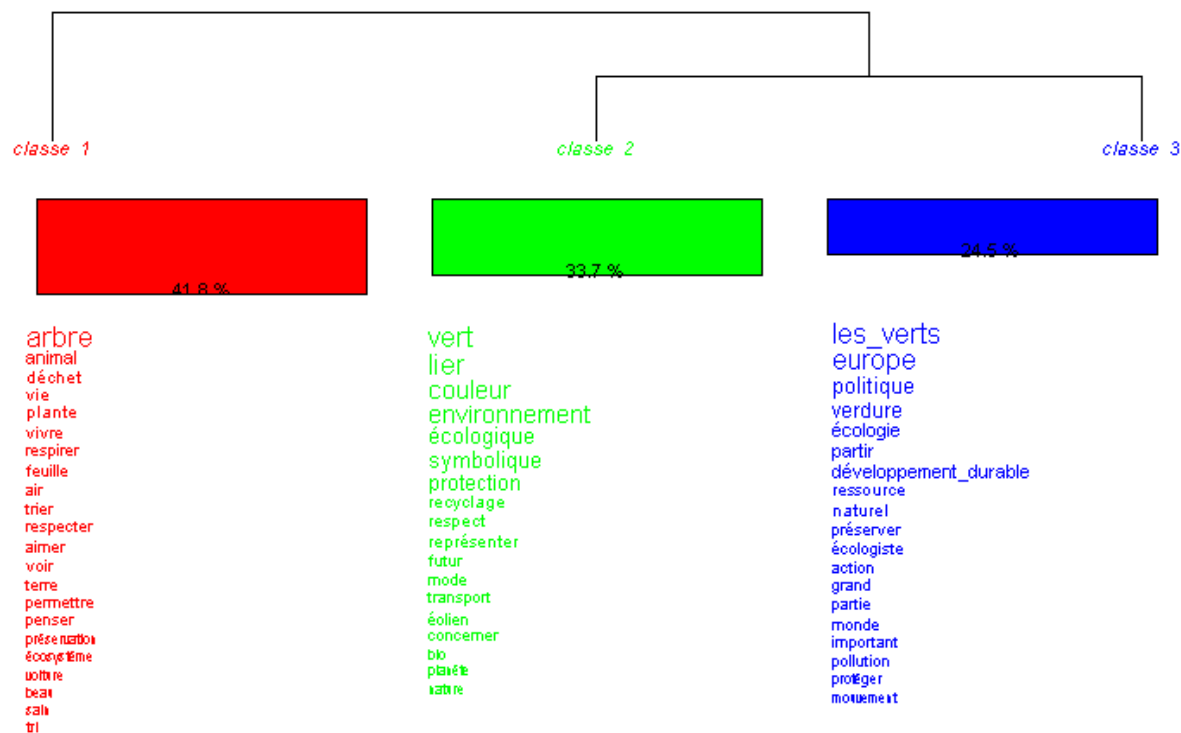 classe 1
classe 2
classe 3
41.8 %
33.7 %
24.5 %
arbre
animal
déchet
vie
plante
vivre
respirer
feuille
air
trier
respecter
aimer
voir
terre
permettre
penser
préservation
écosystème
voiture
beau
sain
tri
vert
lier
couleur
environnement
écologique
symbolique
protection
recyclage
respect
représenter
futur
mode
transport
éolien
concerner
bio
planète
nature
les_verts
europe
politique
verdure
écologie
partir
développement_durable
ressource
naturel
préserver
écologiste
action
grand
partie
monde
important
pollution
protéger
mouvement